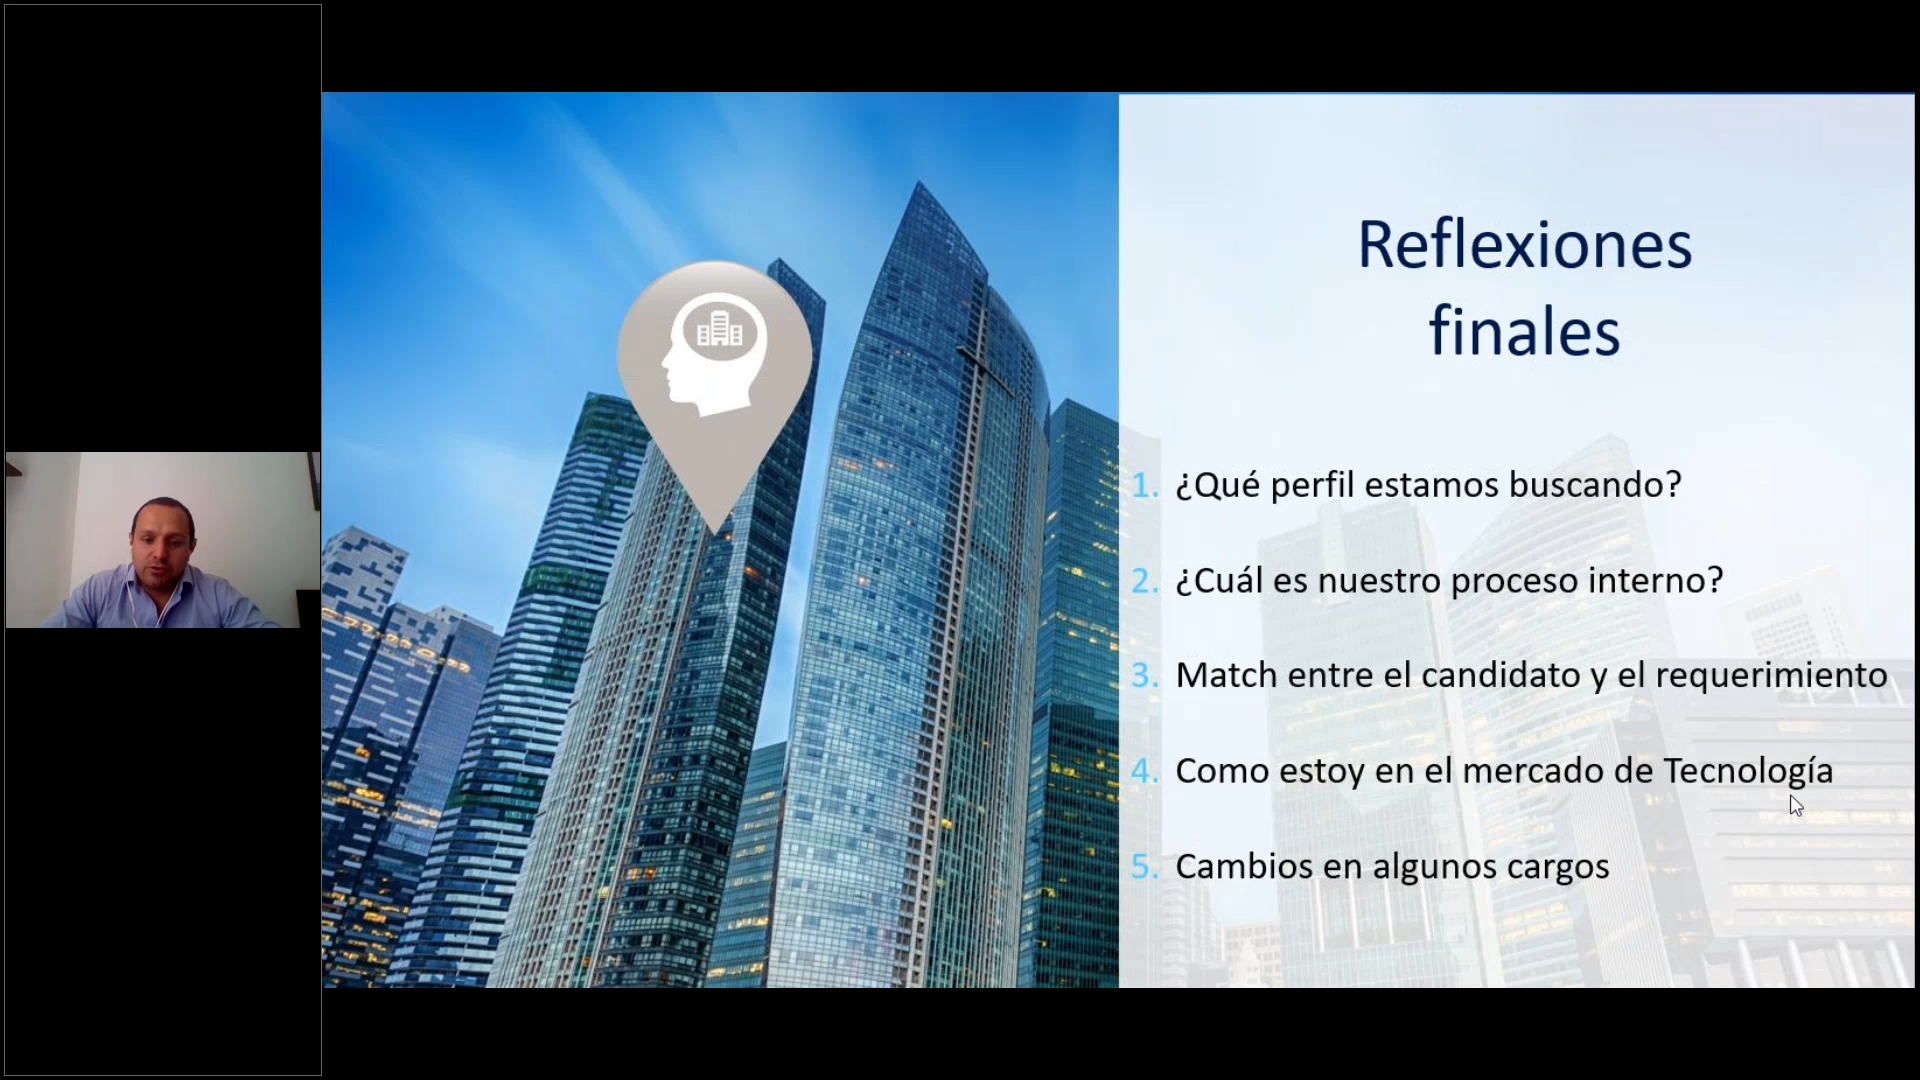 Reflexiones
finales
1. ¿Qué perfil estamos buscando?
2. ¿Cuál es nuestro proceso interno?
3. Match entre el candidato y el requerimiento
4. Como estoy en el mercado de Tecnología
5. Cambios en algunos cargos